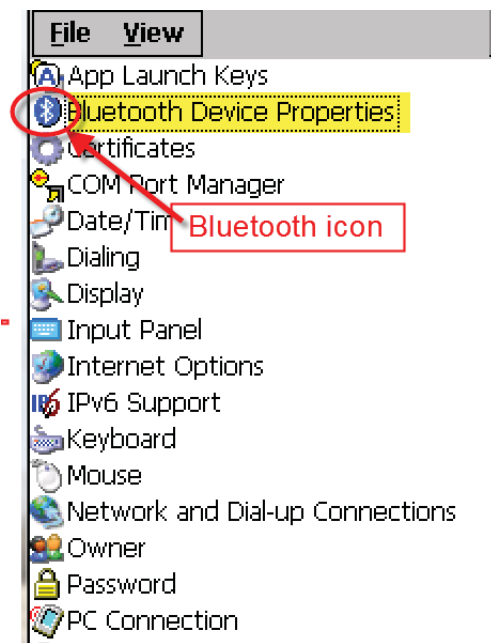 File View
App Launch Keys
Bluetooth Device Properties
Certificates
COM Port Manager
Date/Tim
Bluetooth icon
Dialing
Display
Input Panel
Internet Options
IPv6 Support
Keyboard
Mouse
Network and Dial-up Connections
Owner
Password
PC Connection